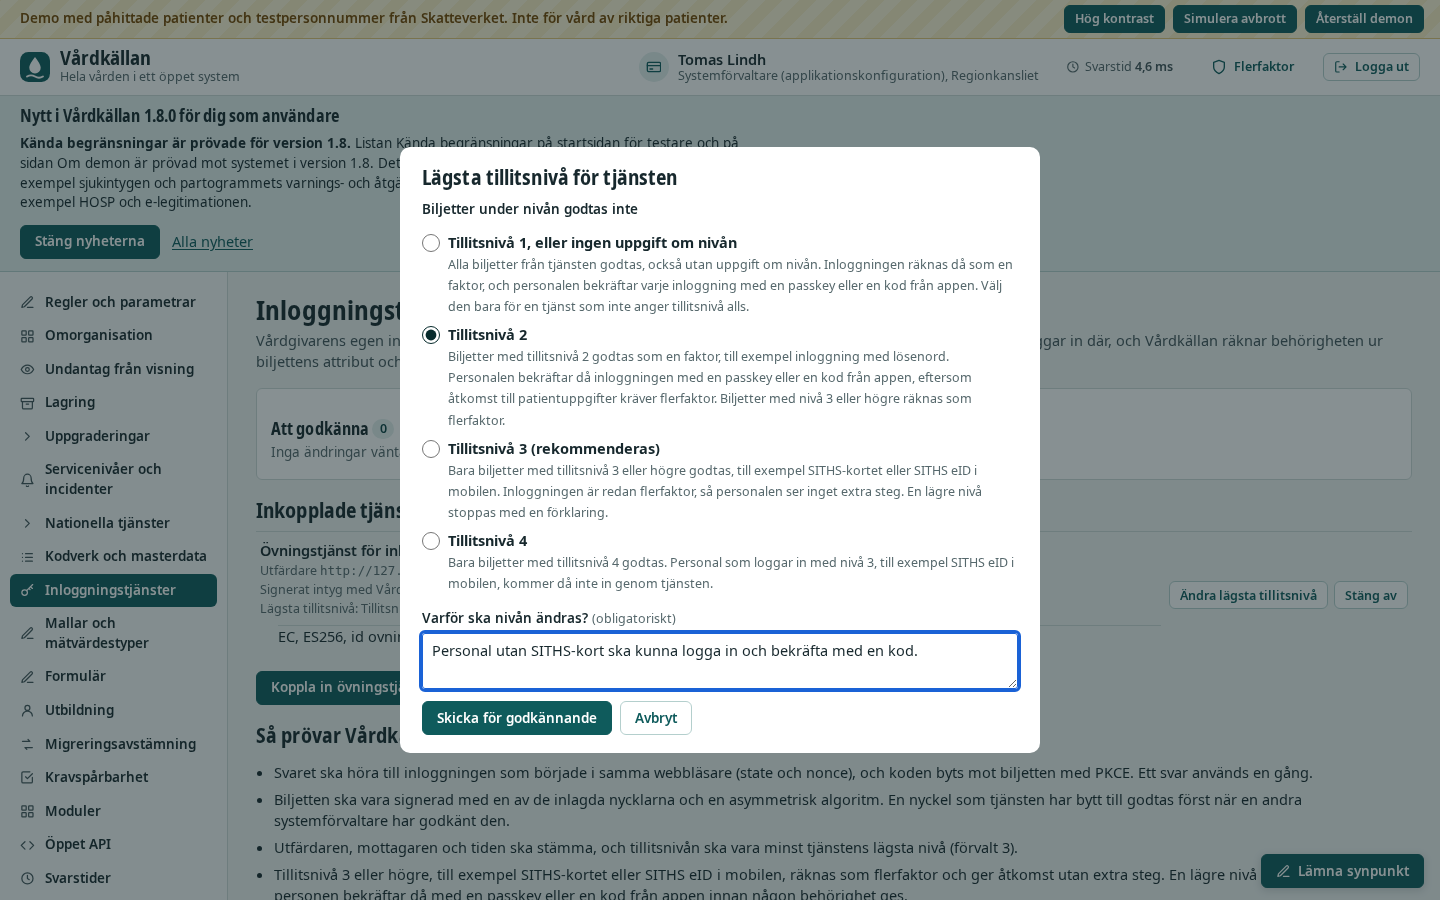 Demo med påhittade patienter och testpersonnummer från Skatteverket. Inte för vård av riktiga patienter.
Hög kontrast
Simulera avbrott
Återställ demon
Vårdkällan
Hela vården i ett öppet system
Tomas Lindh
Systemförvaltare (applikationskonfiguration), Regionkansliet
Svarstid 4,6 ms
Flerfaktor
Logga ut
Nytt i Vårdkällan 1.8.0 för dig som användare
Kända begränsningar är prövade för version 1.8. Listan Kända begränsningar på startsidan för testare och på
sidan Om demon är prövad mot systemet i version 1.8. Det
exempel sjukintygen och partogrammets varnings- och åtgä
exempel HOSP och e-legitimationen.
Stäng nyheterna
Alla nyheter
Regler och parametrar
Omorganisation
Undantag från visning
Lagring
Uppgraderingar
Servicenivåer och
incidenter
Nationella tjänster
Kodverk och masterdata
Inloggningstjänster
Mallar och
mätvärdestyper
Formulär
Utbildning
Migreringsavstämning
Kravspårbarhet
Moduler
Öppet API
Svarstider
Inloggningst
Vårdgivarens egen in
ggar in där, och Vårdkällan räknar behörigheten ur
biljettens attribut och
Att godkänna 0
Inga ändringar vänt
Inkopplade tjäns
Övningstjänst för inl
Utfärdare http://127.
Signerat intyg med Vård
Lägsta tillitsnivå: Tillitsn
Ändra lägsta tillitsnivå
Stäng av
EC, ES256, id ovnin
Koppla in övningstjä
Så prövar Vårdkä
Svaret ska höra till inloggningen som började i samma webbläsare (state och nonce), och koden byts mot biljetten med PKCE. Ett svar används en gång.
Biljetten ska vara signerad med en av de inlagda nycklarna och en asymmetrisk algoritm. En nyckel som tjänsten har bytt till godtas först när en andra
systemförvaltare har godkänt den.
Utfärdaren, mottagaren och tiden ska stämma, och tillitsnivån ska vara minst tjänstens lägsta nivå (förvalt 3).
Tillitsnivå 3 eller högre, till exempel SITHS-kortet eller SITHS eID i mobilen, räknas som flerfaktor och ger åtkomst utan extra steg. En lägre nivå
personen bekräftar då med en passkey eller en kod från appen innan någon behörighet ges.
Lägsta tillitsnivå för tjänsten
Biljetter under nivån godtas inte
Tillitsnivå 1, eller ingen uppgift om nivån
Alla biljetter från tjänsten godtas, också utan uppgift om nivån. Inloggningen räknas då som en
faktor, och personalen bekräftar varje inloggning med en passkey eller en kod från appen. Välj
den bara för en tjänst som inte anger tillitsnivå alls.
Tillitsnivå 2
Biljetter med tillitsnivå 2 godtas som en faktor, till exempel inloggning med lösenord.
Personalen bekräftar då inloggningen med en passkey eller en kod från appen, eftersom
åtkomst till patientuppgifter kräver flerfaktor. Biljetter med nivå 3 eller högre räknas som
flerfaktor.
Tillitsnivå 3 (rekommenderas)
Bara biljetter med tillitsnivå 3 eller högre godtas, till exempel SITHS-kortet eller SITHS eID i
mobilen. Inloggningen är redan flerfaktor, så personalen ser inget extra steg. En lägre nivå
stoppas med en förklaring.
Tillitsnivå 4
Bara biljetter med tillitsnivå 4 godtas. Personal som loggar in med nivå 3, till exempel SITHS eID i
mobilen, kommer då inte in genom tjänsten.
Varför ska nivån ändras? (obligatoriskt)
Personal utan SITHS-kort ska kunna logga in och bekräfta med en kod.
Skicka för godkännande
Avbryt
Lämna synpunkt